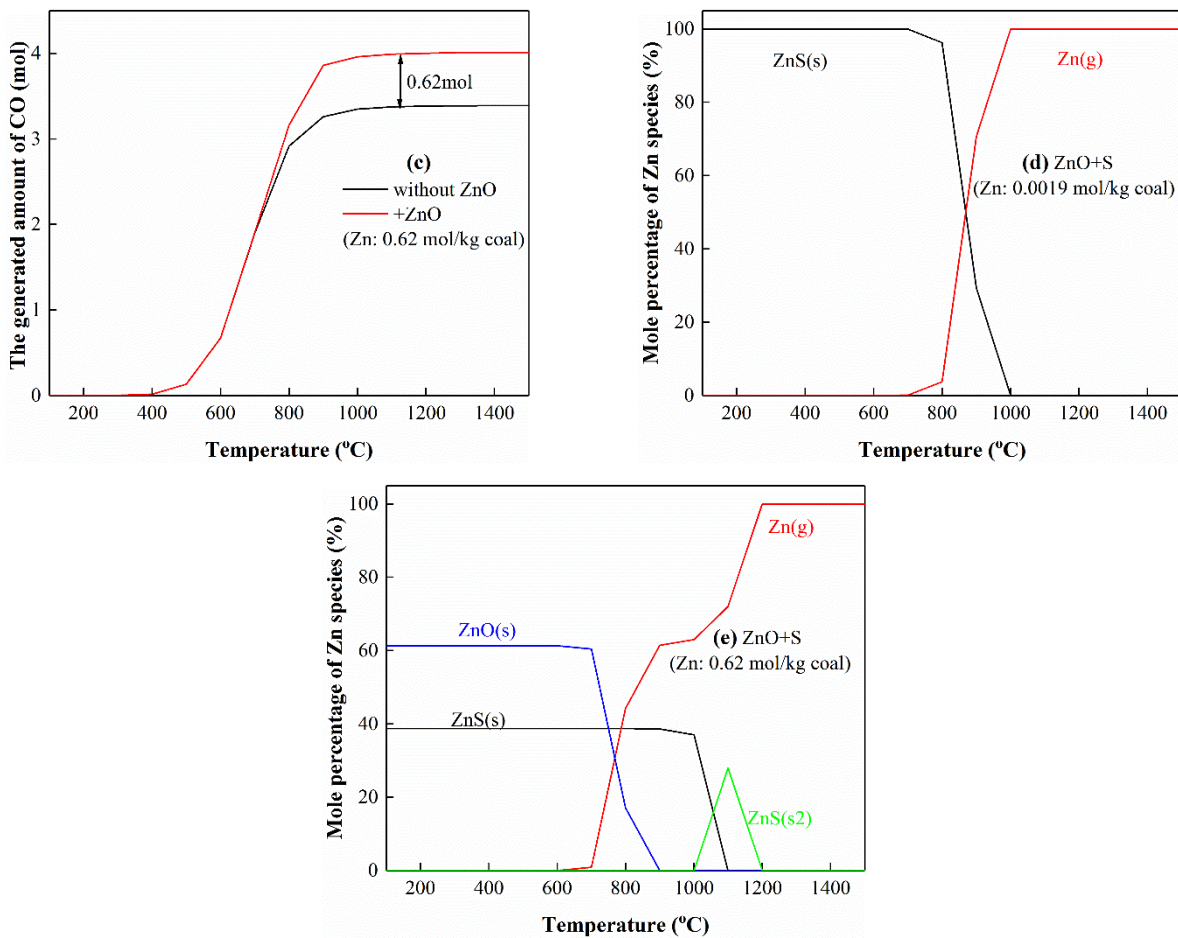 The generated amount of CO (mol)
4
3
2
1
0
0.62mol
(c)
without ZnO
+ZnO
(Zn: 0.62 mol/kg coal)
200 400 600 800 1000 1200 1400
Temperature (°C)
Mole percentage of Zn species (%)
100
80
60
40
20
0
ZnS(s)
Zn(g)
(d) ZnO+S
(Zn: 0.0019 mol/kg coal)
200 400 600 800 1000 1200 1400
Temperature (°C)
Mole percentage of Zn species (%)
100
80
60
40
20
0
Zn(g)
ZnO(s)
(e) ZnO+S
(Zn: 0.62 mol/kg coal)
ZnS(s)
ZnS(s2)
200 400 600 800 1000 1200 1400
Temperature (°C)